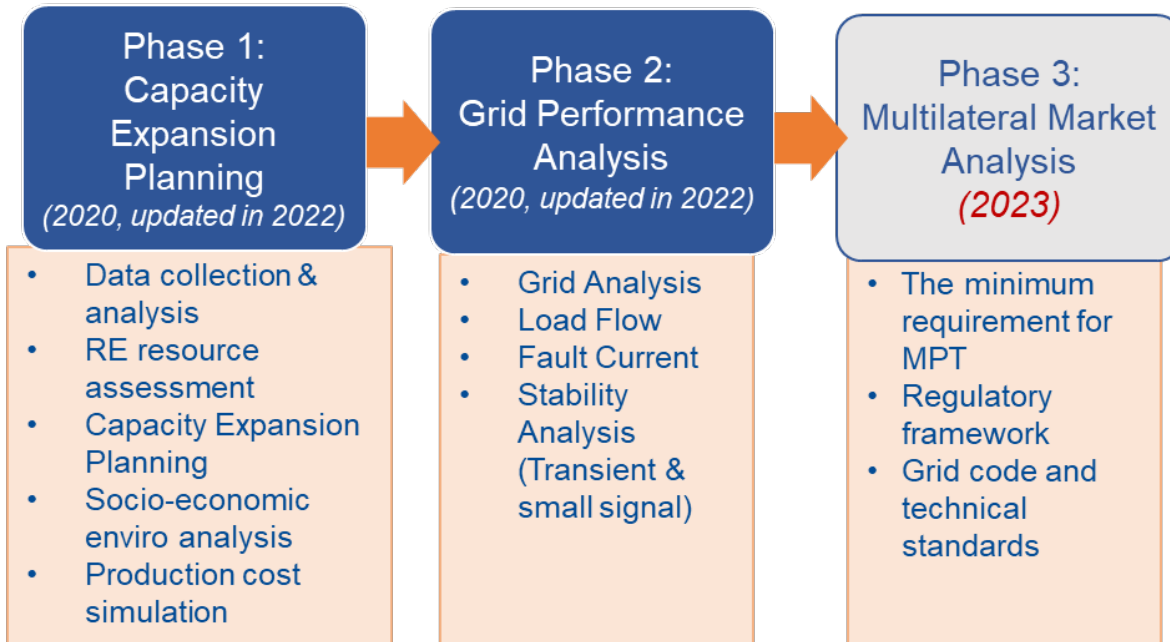 Phase 1:
Capacity
Expansion
Planning
(2020, updated in 2022)
• Data collection &
analysis
• RE resource
assessment
• Capacity Expansion
Planning
• Socio-economic
enviro analysis
• Production cost
simulation
Phase 2:
Grid Performance
Analysis
(2020, updated in 2022)
• Grid Analysis
• Load Flow
• Fault Current
• Stability
Analysis
(Transient &
small signal)
Phase 3:
Multilateral Market
Analysis
(2023)
• The minimum
requirement for
MPT
• Regulatory
framework
• Grid code and
technical
standards